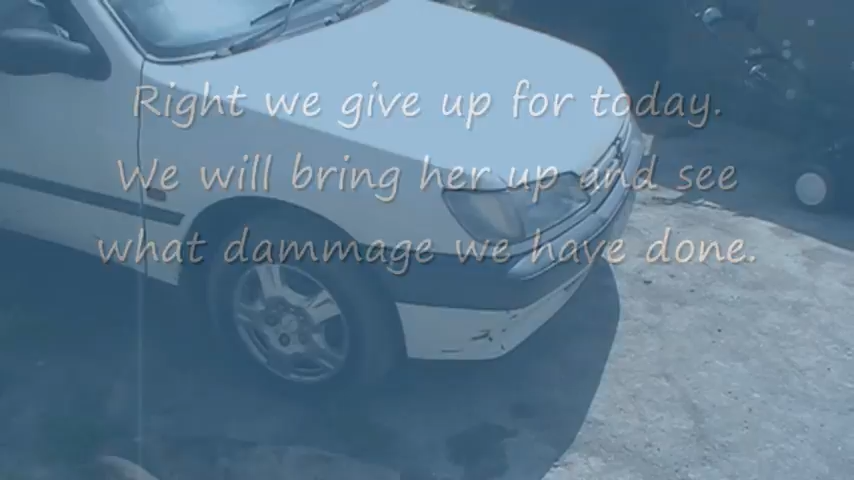 Right we give up for today.
We will bring her up and see
what dammage we have done.